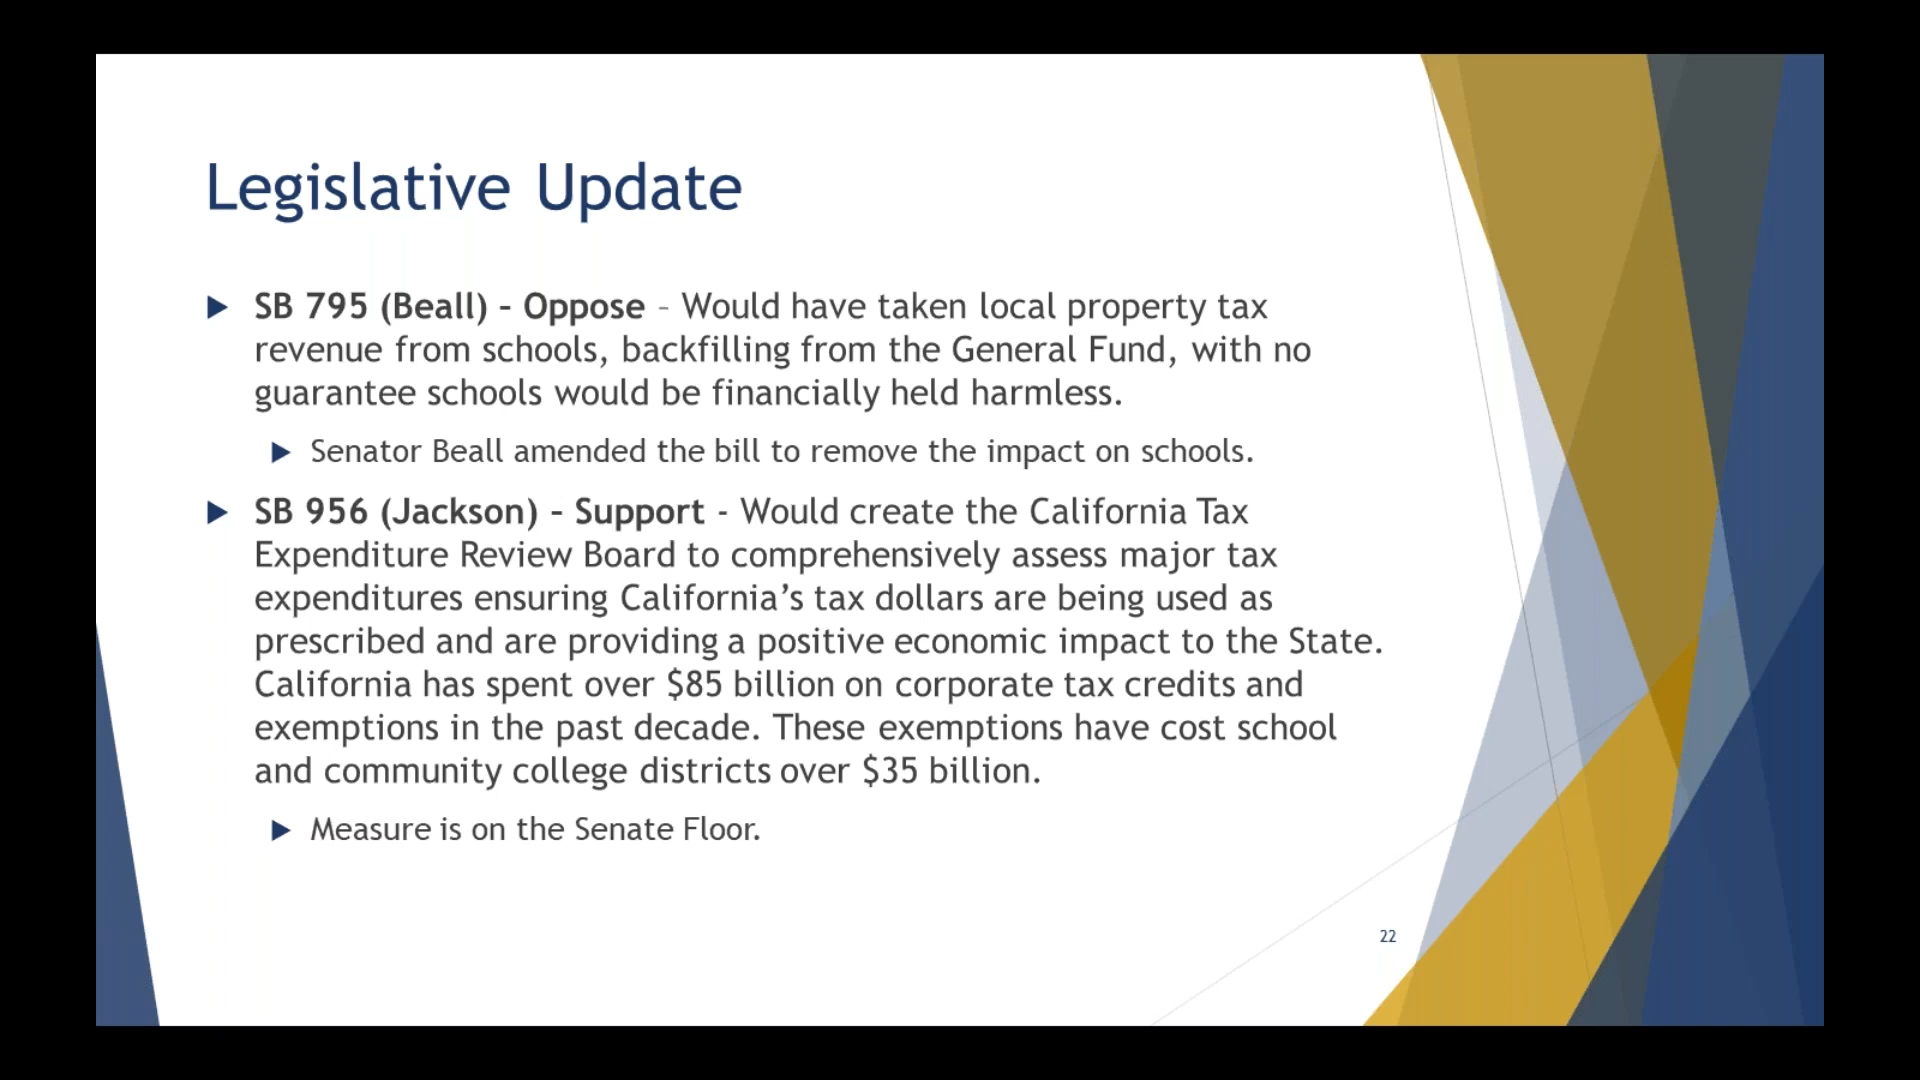 Legislative Update
SB 795 (Beall) – Oppose – Would have taken local property tax
revenue from schools, backfilling from the General Fund, with no
guarantee schools would be financially held harmless.
Senator Beall amended the bill to remove the impact on schools.
SB 956 (Jackson) – Support - Would create the California Tax
Expenditure Review Board to comprehensively assess major tax
expenditures ensuring California’s tax dollars are being used as
prescribed and are providing a positive economic impact to the State.
California has spent over $85 billion on corporate tax credits and
exemptions in the past decade. These exemptions have cost school
and community college districts over $35 billion.
Measure is on the Senate Floor.
22